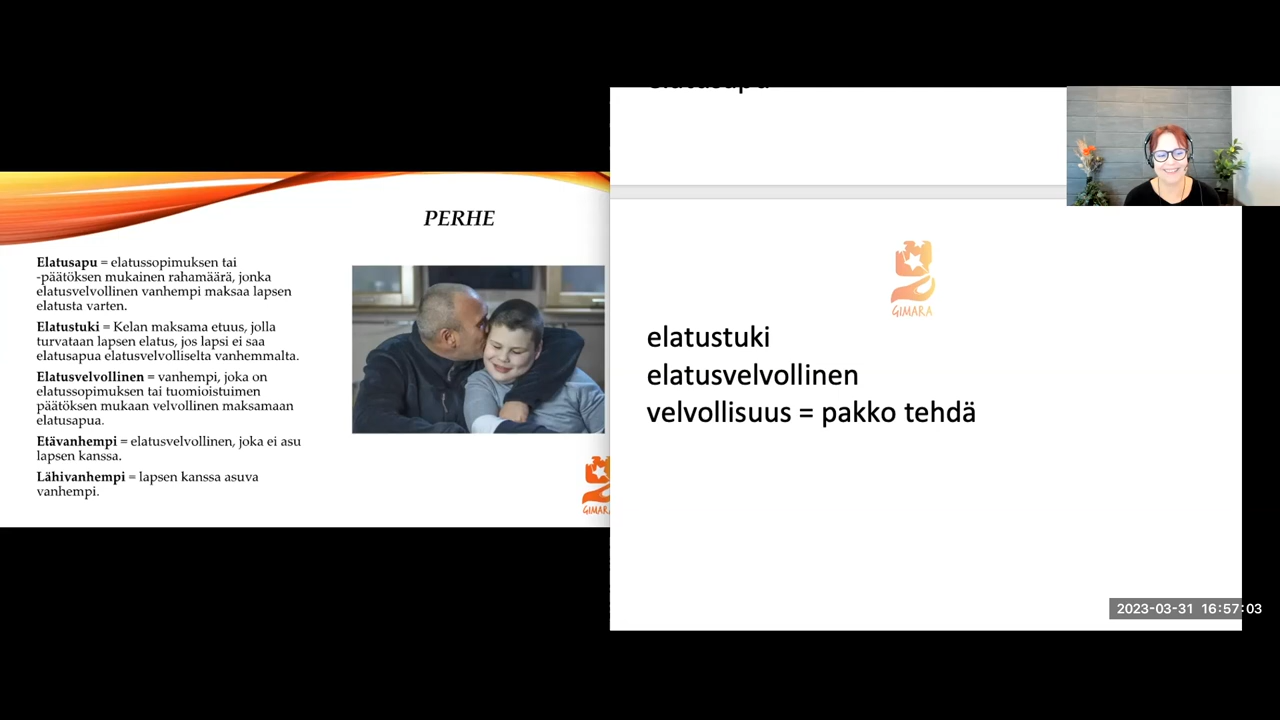 PERHE
Elatusapu = elatussopimuksen tai
-päätöksen mukainen rahamäärä, jonka
elatusvelvollinen vanhempi maksaa lapsen
elatusta varten.
Elatustuki = Kelan maksama etuus, jolla
turvataan lapsen elatus, jos lapsi ei saa
elatusapua elatusvelvolliselta vanhemmalta.
Elatusvelvollinen = vanhempi, joka on
elatussopimuksen tai tuomioistuimen
päätöksen mukaan velvollinen maksamaan
elatusapua.
Etävanhempi = elatusvelvollinen, joka ei asu
lapsen kanssa.
Lähivanhempi = lapsen kanssa asuva
vanhempi.
GIMARA
elatusapu
GIMARA
elatustuki
elatusvelvollinen
velvollisuus = pakko tehdä
2023-03-31 16:57:03